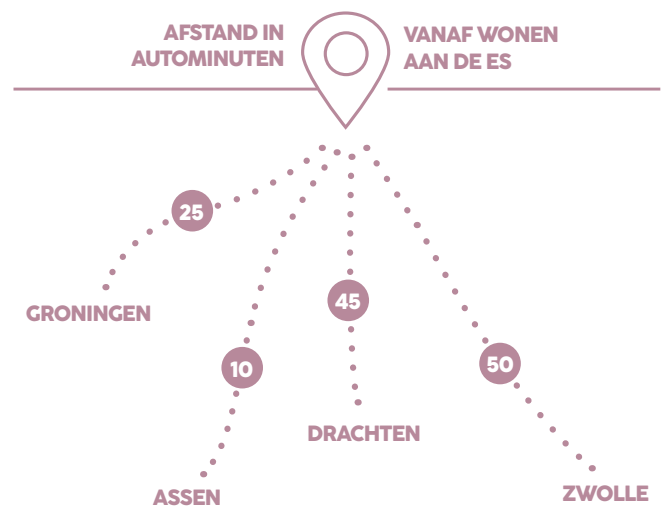 AFSTAND IN
AUTOMINUTEN
VANAF WONEN
AAN DE ES
25
GRONINGEN
45
10
50
DRACHTEN
ASSEN
ZWOLLE